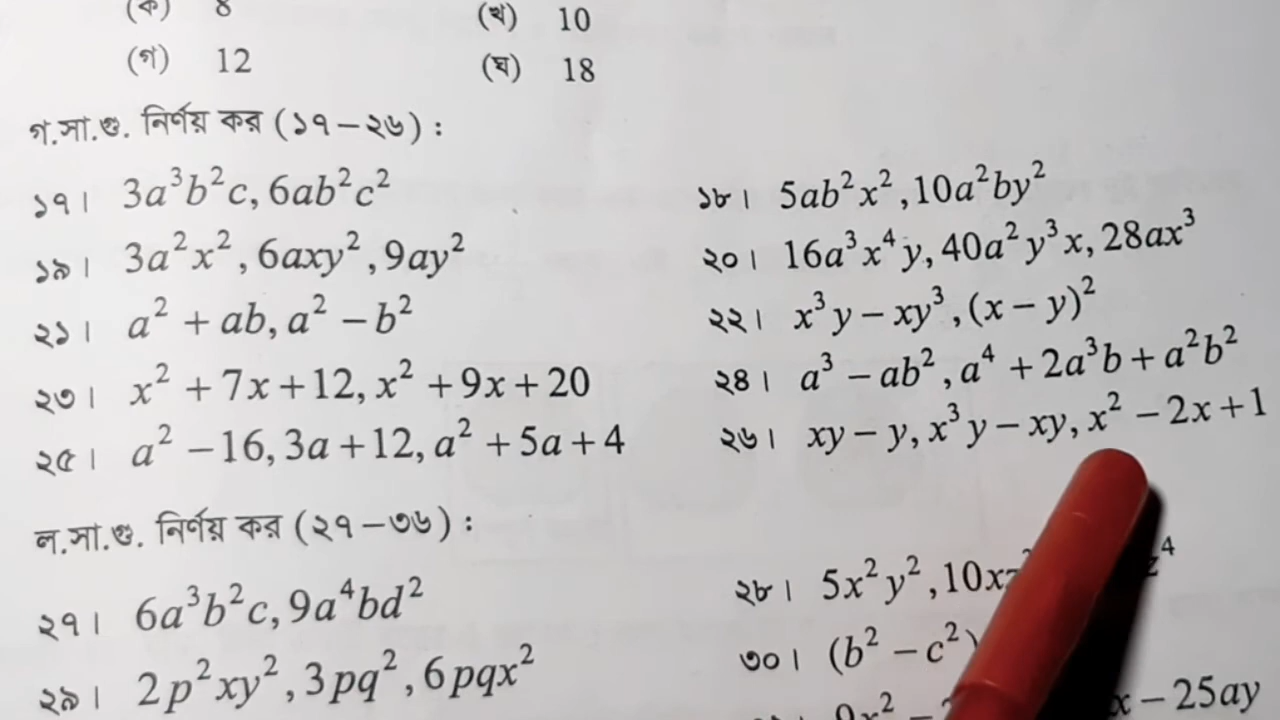 (ক) 8 (খ) 10
(গ) 12 (ঘ) 18
গ.সা.গু. নির্ণয় কর (১৭ – ২৬) :
১৭। 3a³b²c, 6ab²c² ১৮। 5ab²x², 10a²by²
১৯। 3a²x², 6axy², 9ay² ২০। 16a³x⁴y, 40a²y³x, 28ax³
২১। a² + ab, a² – b² ২২। x³y – xy³, (x – y)²
২৩। x² + 7x + 12, x² + 9x + 20 ২৪। a³ – ab², a⁴ + 2a³b + a²b²
২৫। a² – 16, 3a + 12, a² + 5a + 4 ২৬। xy – y, x³y – xy, x² – 2x + 1
ল.সা.গু. নির্ণয় কর (২৭ – ৩৬) :
২৭। 6a³b²c, 9a⁴bd² ২৮। 5x²y², 10xz
২৯। 2p²xy², 3pq², 6pqx² ৩০। (b² – c²)
x – 25ay